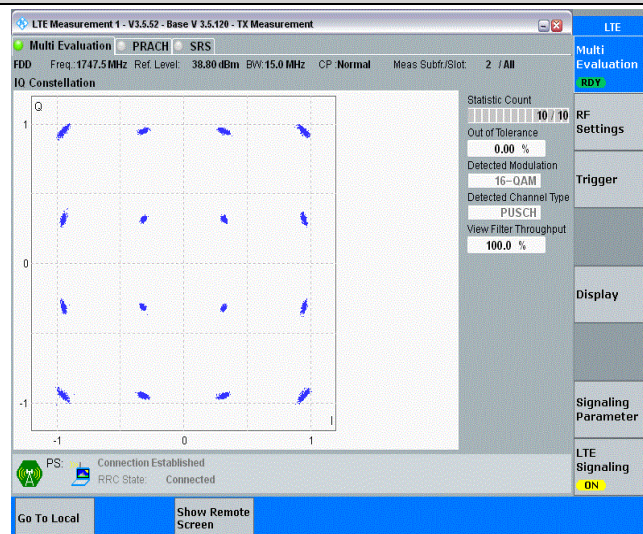 LTE Measurement 1 - V3.5.52 - Base V 3.5.120 - TX Measurement
LTE
Multi Evaluation PRACH SRS
Multi
Evaluation
RDY
FDD Freq.:1747.5 MHz Ref. Level: 38.80 dBm BW:15.0 MHz CP :Normal Meas Subfr./Slot: 2 / All
IQ Constellation
Q
1
0
-1
-1 0 1
I
Statistic Count
10 / 10
Out of Tolerance
0.00 %
Detected Modulation
16-QAM
Detected Channel Type
PUSCH
View Filter Throughput
100.0 %
RF
Settings
Trigger
Display
Signaling
Parameter
LTE
Signaling
ON
PS: Connection Established
RRC State: Connected
Go To Local
Show Remote
Screen